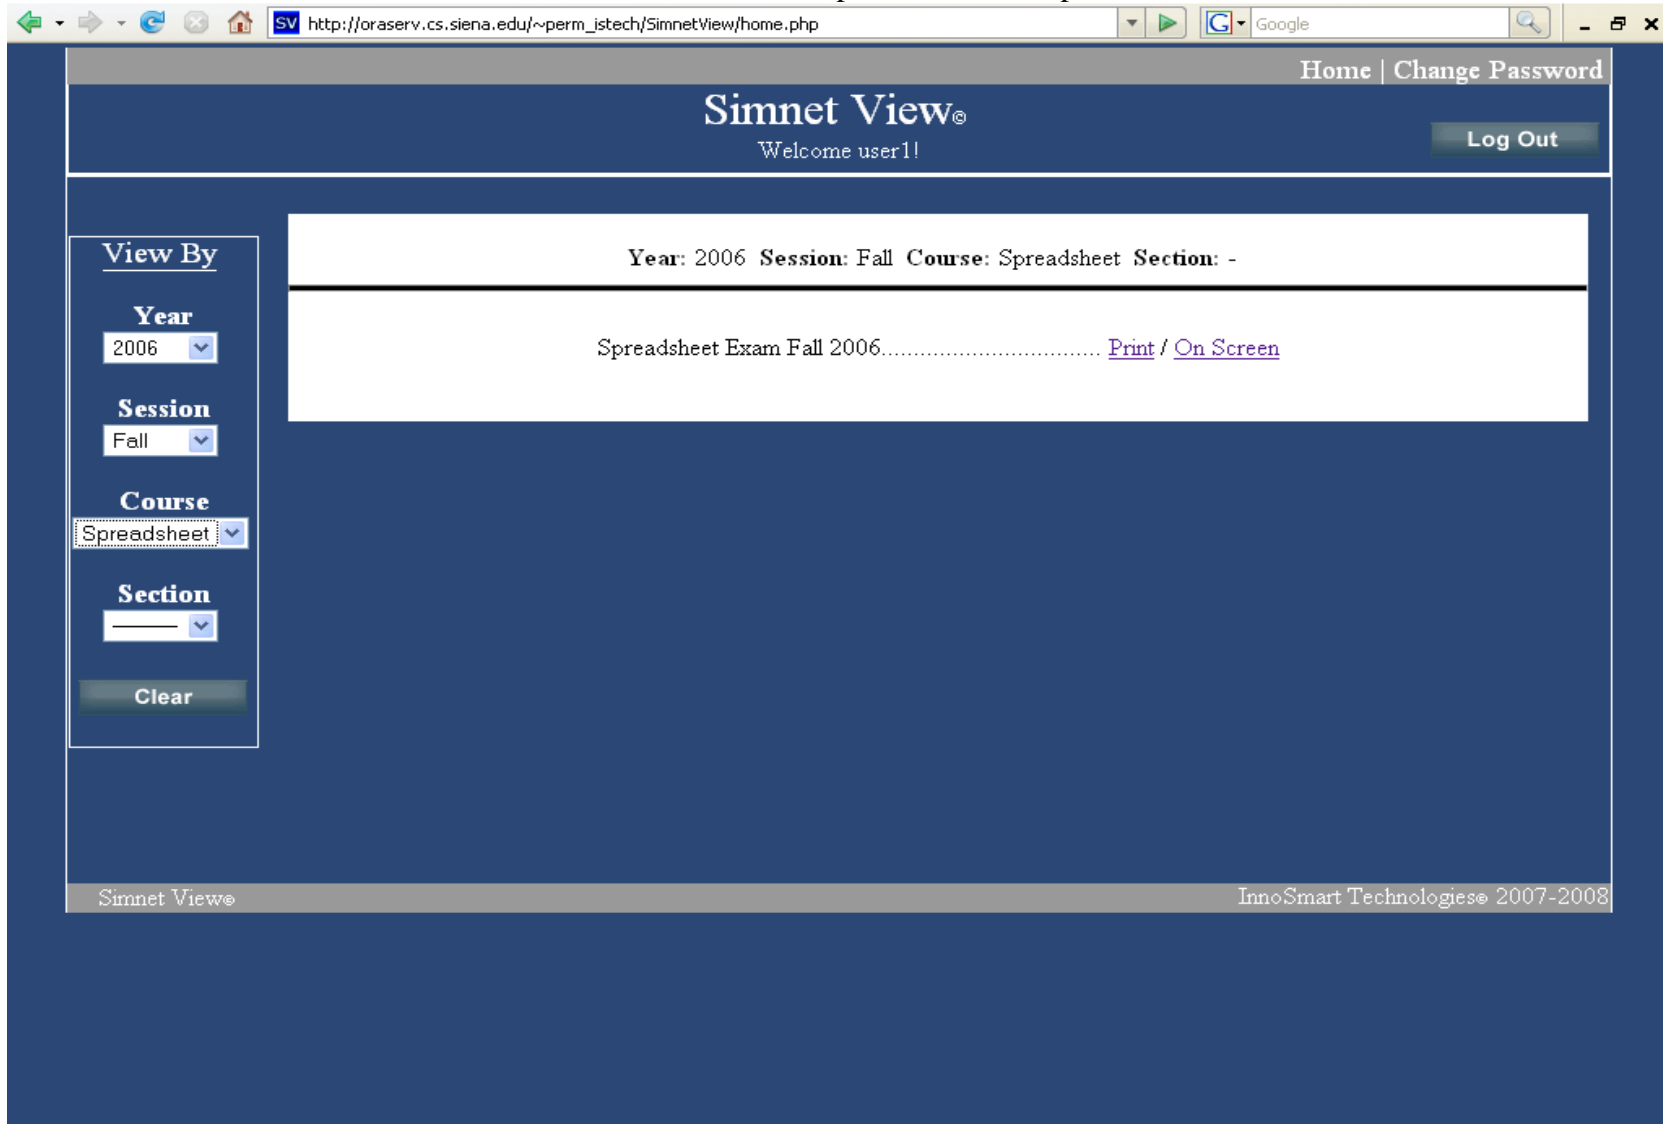 SV http://oraserv.cs.siena.edu/~perm_istech/SimnetView/home.php G Google
Home | Change Password
Simnet View©
Welcome user1!
Log Out
View By
Year
2006
Session
Fall
Course
Spreadsheet
Section
Clear
Year: 2006 Session: Fall Course: Spreadsheet Section: -
Spreadsheet Exam Fall 2006.................................. Print / On Screen
Simnet View©
InnoSmart Technologies© 2007-2008